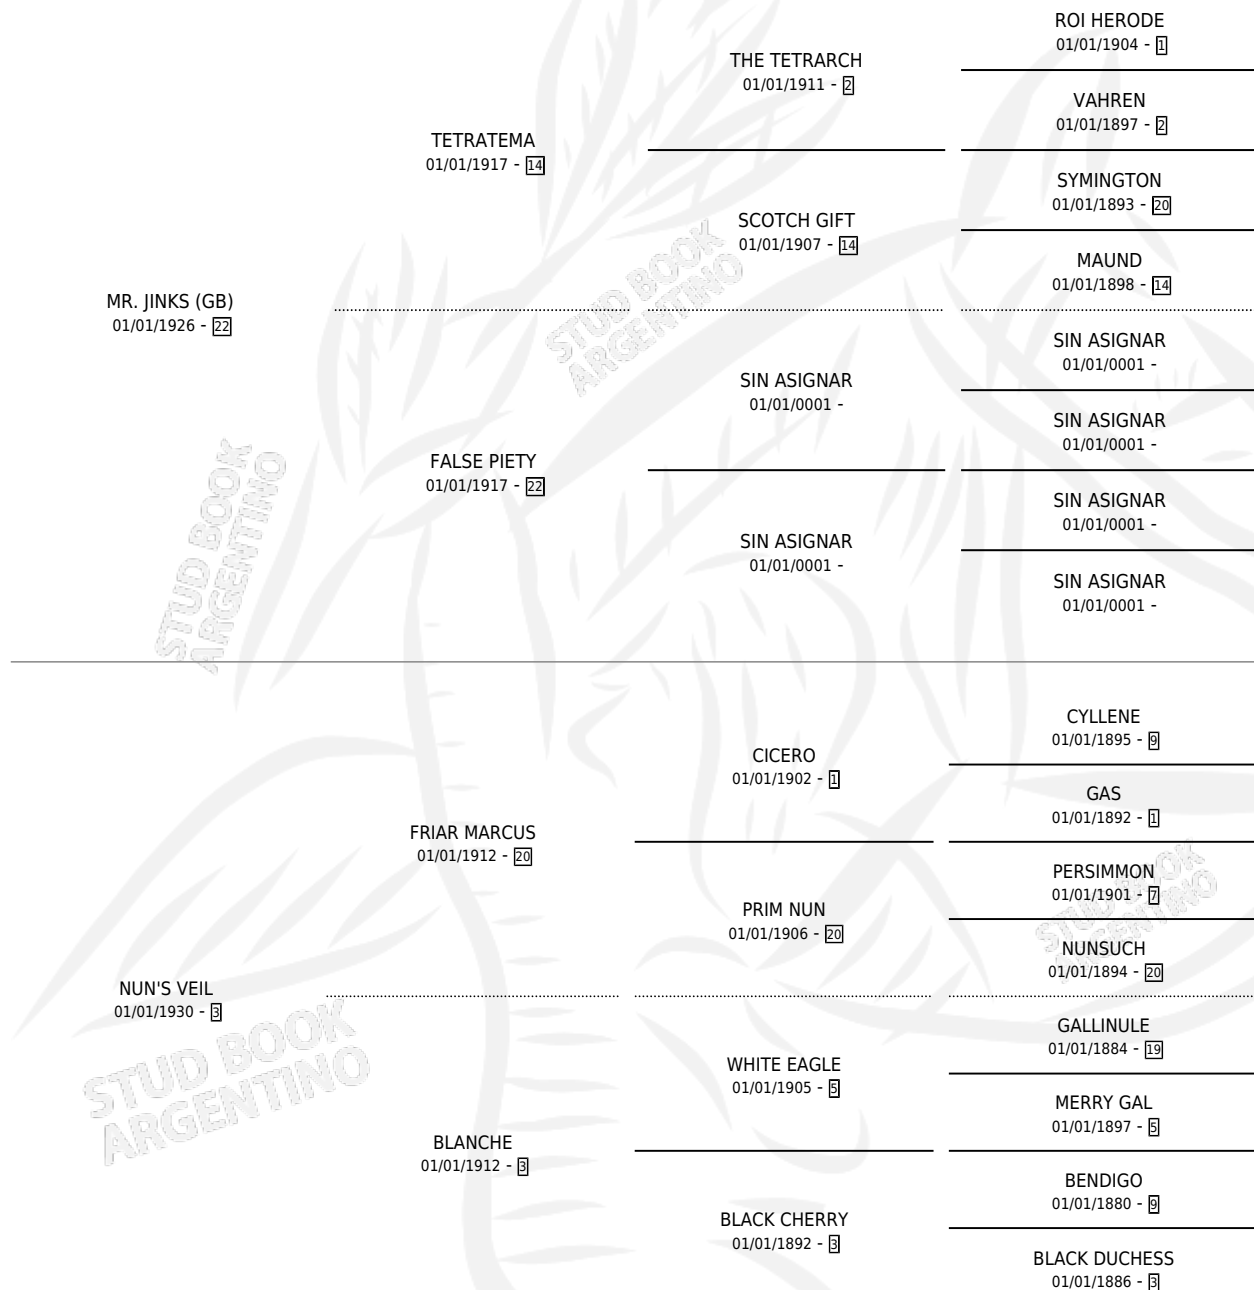 ROI HERODE
01/01/1904 - 1
THE TETRARCH
01/01/1911 - 2
VAHREN
01/01/1897 - 2
TETRATEMA
01/01/1917 - 14
SYMINGTON
01/01/1893 - 20
SCOTCH GIFT
01/01/1907 - 14
MAUND
01/01/1898 - 14
MR. JINKS (GB)
01/01/1926 - 22
SIN ASIGNAR
01/01/0001 -
SIN ASIGNAR
01/01/0001 -
SIN ASIGNAR
01/01/0001 -
FALSE PIETY
01/01/1917 - 22
SIN ASIGNAR
01/01/0001 -
SIN ASIGNAR
01/01/0001 -
SIN ASIGNAR
01/01/0001 -
CYLLENE
01/01/1895 - 9
CICERO
01/01/1902 - 1
GAS
01/01/1892 - 1
FRIAR MARCUS
01/01/1912 - 20
PERSIMMON
01/01/1901 - 7
PRIM NUN
01/01/1906 - 20
NUNSUCH
01/01/1894 - 20
NUN'S VEIL
01/01/1930 - 3
GALLINULE
01/01/1884 - 19
WHITE EAGLE
01/01/1905 - 5
MERRY GAL
01/01/1897 - 5
BLANCHE
01/01/1912 - 3
BENDIGO
01/01/1880 - 9
BLACK CHERRY
01/01/1892 - 3
BLACK DUCHESS
01/01/1886 - 3
STUD BOOK
ARGENTINO
STUD BOOK
ARGENTINO
STUD BOOK
ARGENTINO
STUD BOOK
ARGENTINO